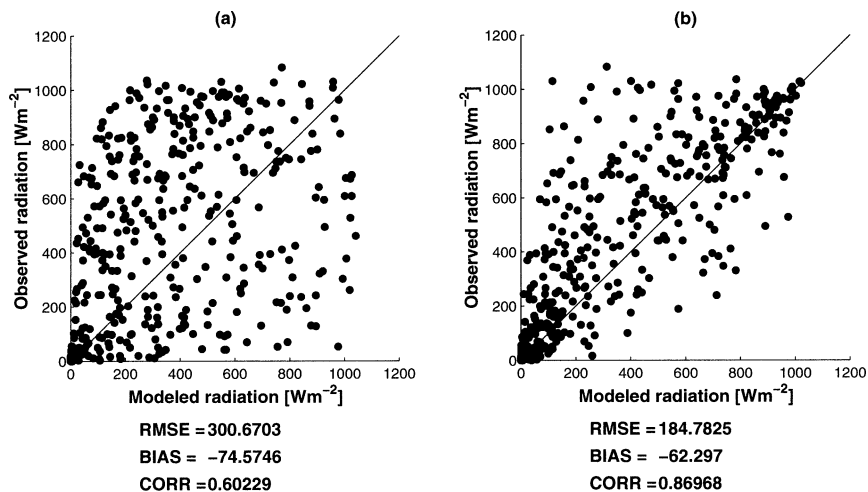 (a)
1200
1000
800
600
400
200
0
Observed radiation [Wm−2]
0 200 400 600 800 1000 1200
Modeled radiation [Wm−2]
RMSE =300.6703
BIAS = −74.5746
CORR =0.60229
(b)
1200
1000
800
600
400
200
0
Observed radiation [Wm−2]
0 200 400 600 800 1000 1200
Modeled radiation [Wm−2]
RMSE =184.7825
BIAS = −62.297
CORR =0.86968